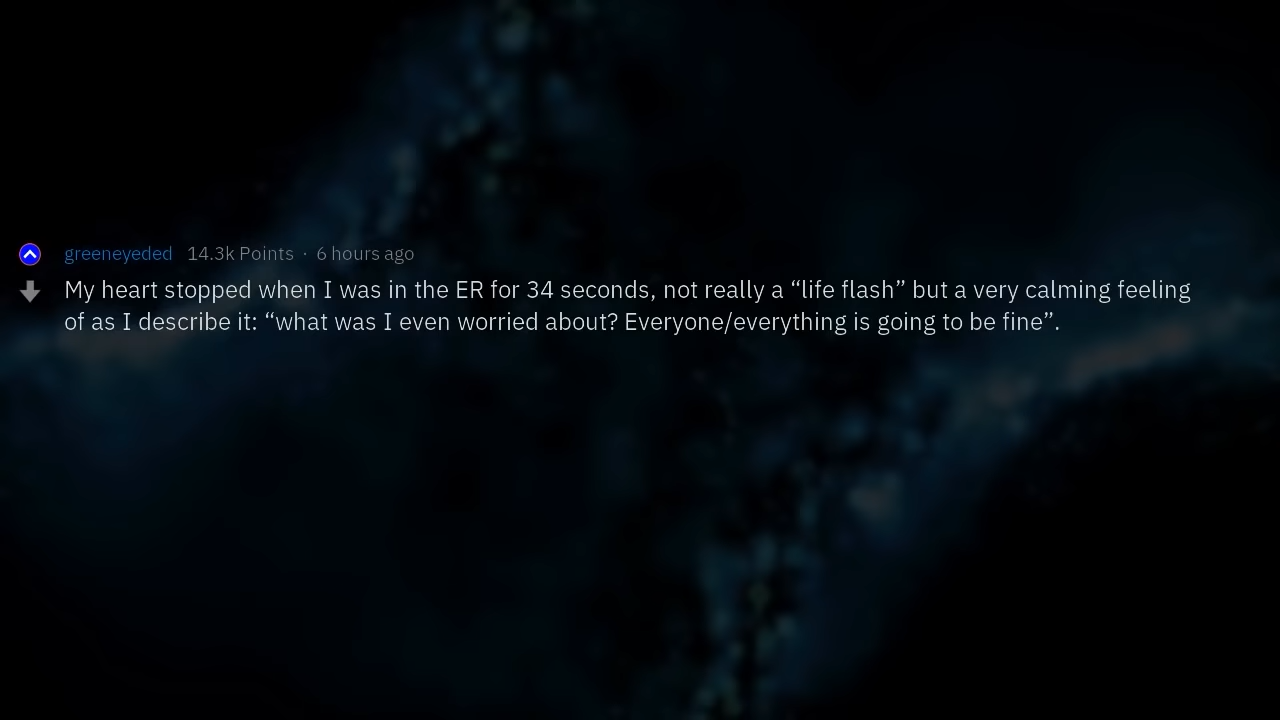 greeneyeded 14.3k Points · 6 hours ago
My heart stopped when I was in the ER for 34 seconds, not really a “life flash” but a very calming feeling
of as I describe it: “what was I even worried about? Everyone/everything is going to be fine”.